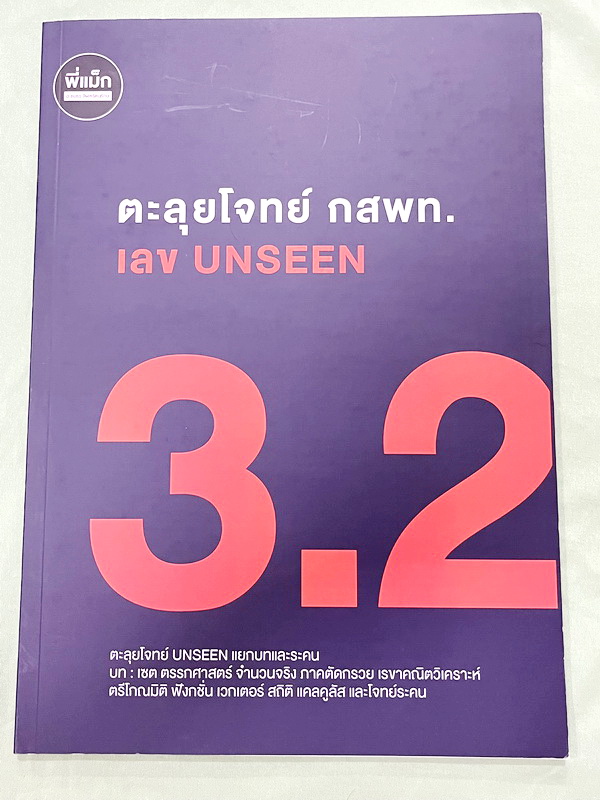 พี่แม็ก
ตะลุยโจทย์ กสพท.
เลข UNSEEN
3.2
ตะลุยโจทย์ UNSEEN แยกบทและระคน
บท : เซต ตรรกศาสตร์ จำนวนจริง ภาคตัดกรวย เรขาคณิตวิเคราะห์
ตรีโกณมิติ ฟังกชั่น เวกเตอร์ สถิติ แคลคูลัส และโจทย์ระคน